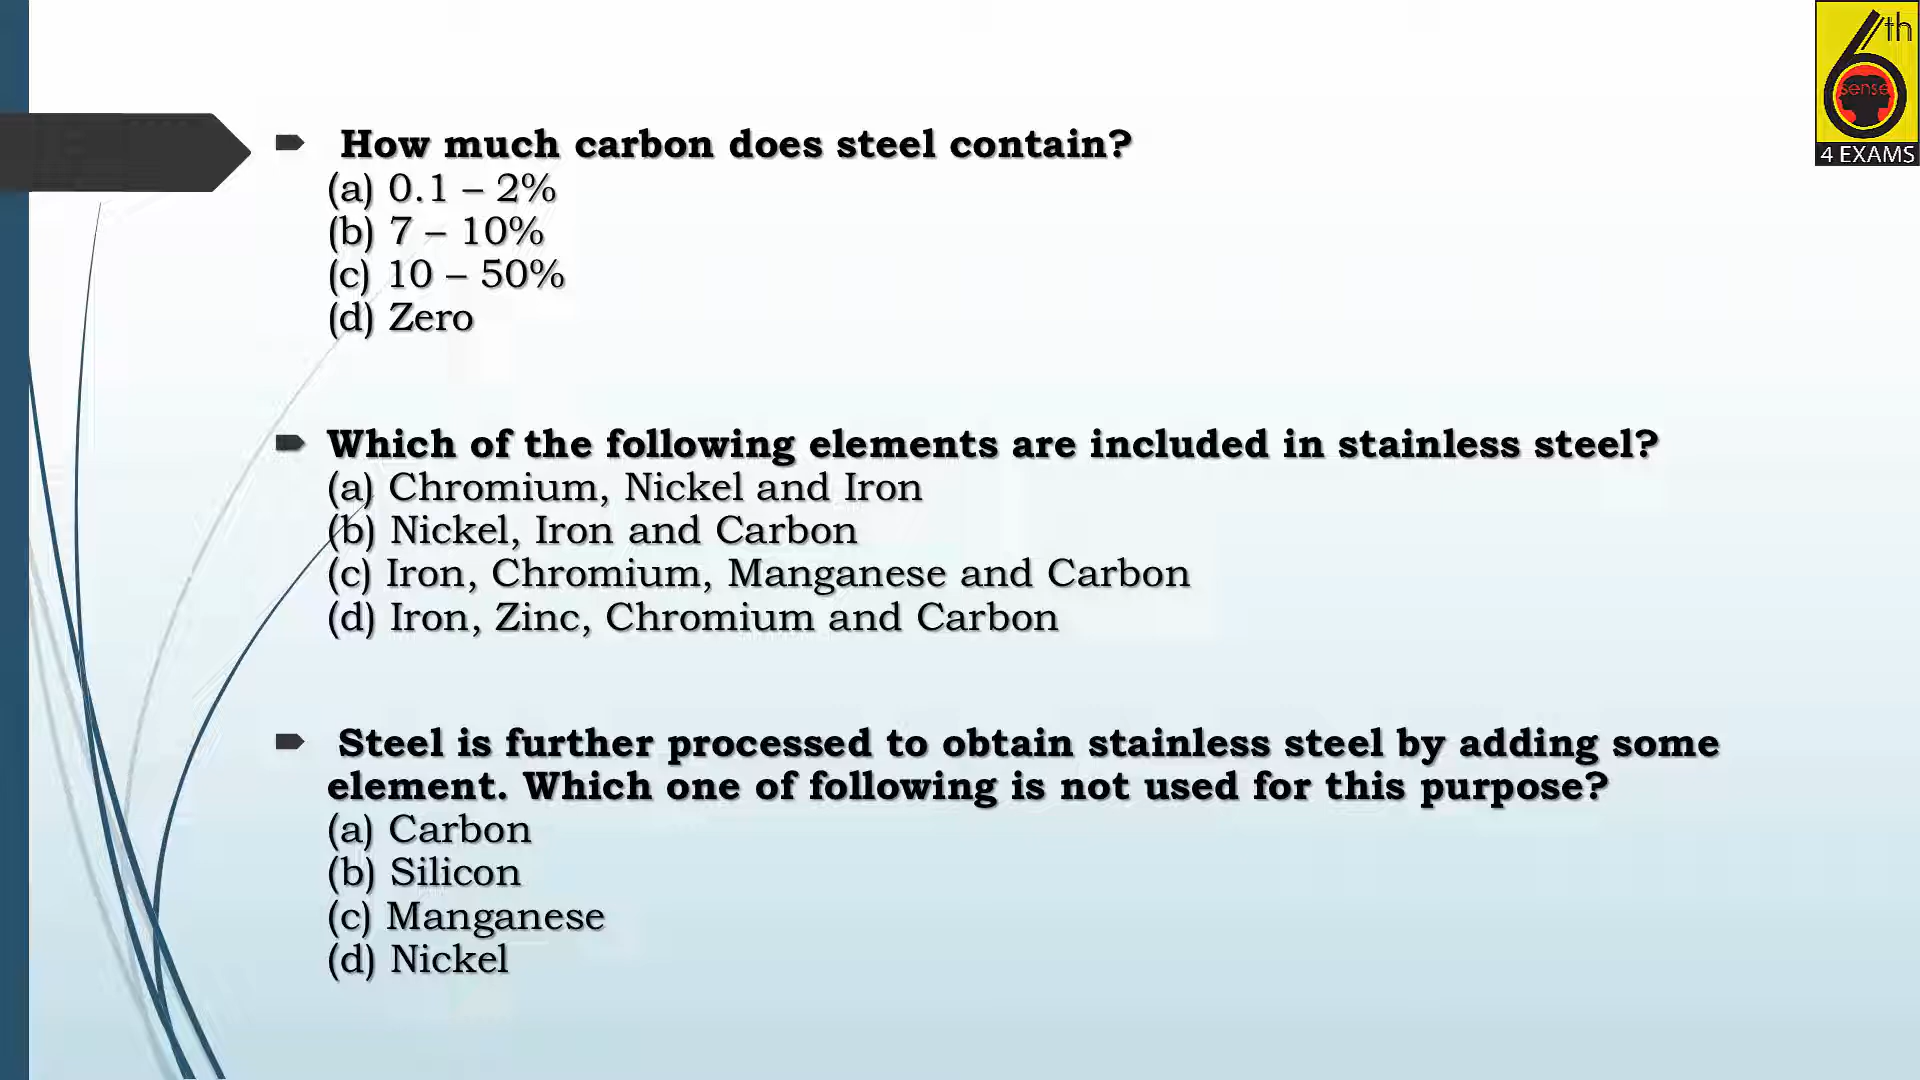 6th
sense
4 EXAMS
How much carbon does steel contain?
(a) 0.1 – 2%
(b) 7 – 10%
(c) 10 – 50%
(d) Zero
Which of the following elements are included in stainless steel?
(a) Chromium, Nickel and Iron
(b) Nickel, Iron and Carbon
(c) Iron, Chromium, Manganese and Carbon
(d) Iron, Zinc, Chromium and Carbon
Steel is further processed to obtain stainless steel by adding some
element. Which one of following is not used for this purpose?
(a) Carbon
(b) Silicon
(c) Manganese
(d) Nickel